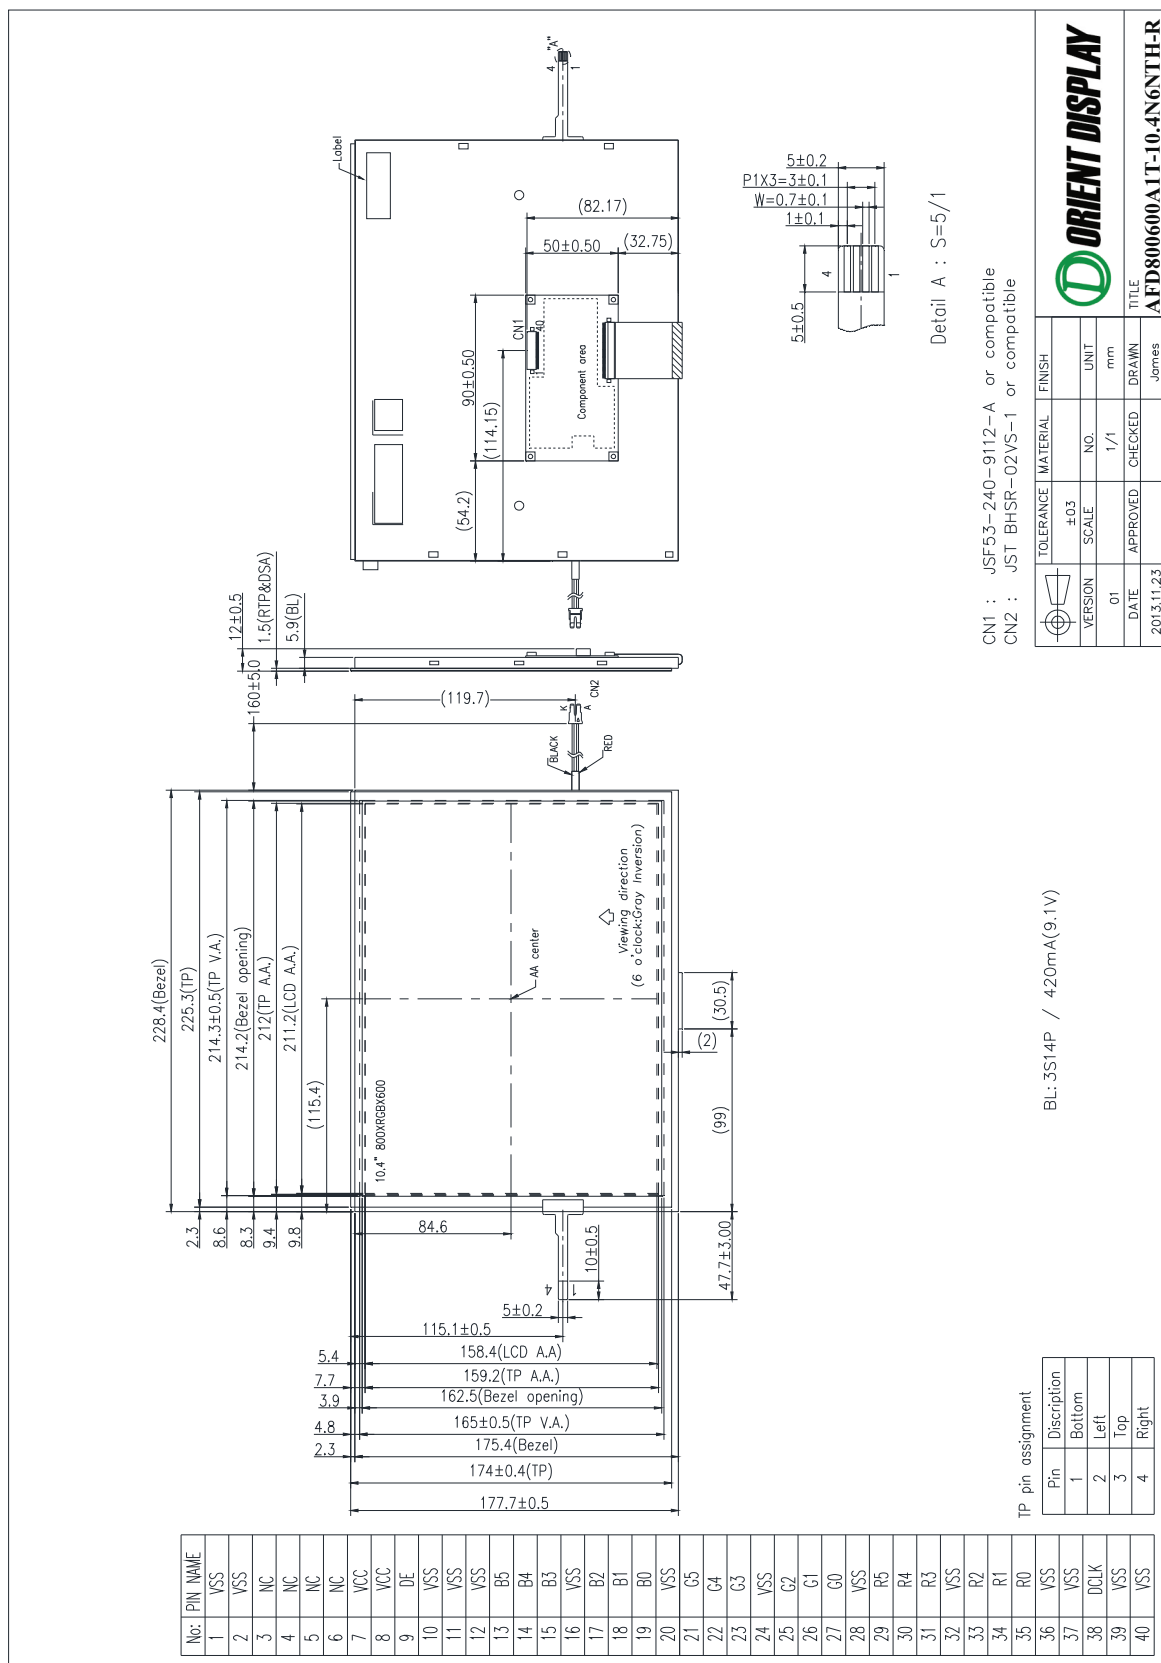 No: PIN NAME
1 VSS
2 VSS
3 NC
4 NC
5 NC
6 NC
7 VCC
8 VCC
9 DE
10 VSS
11 VSS
12 VSS
13 B5
14 B4
15 B3
16 VSS
17 B2
18 B1
19 B0
20 VSS
21 G5
22 G4
23 G3
24 VSS
25 G2
26 G1
27 G0
28 VSS
29 R5
30 R4
31 R3
32 VSS
33 R2
34 R1
35 R0
36 VSS
37 VSS
38 DCLK
39 VSS
40 VSS
228.4(Bezel)
225.3(TP)
214.3±0.5(TP V.A.)
214.2(Bezel opening)
212(TP A.A.)
211.2(LCD A.A.)
(115.4)
2.3
8.6
8.3
9.4
9.8
10.4" 800XRGBX600
AA center
Viewing direction
(6 o'clock:Gray Inversion)
84.6
4
1
10±0.5
5±0.2
115.1±0.5
5.4
158.4(LCD A.A)
7.7
159.2(TP A.A.)
3.9
162.5(Bezel opening)
4.8
165±0.5(TP V.A.)
2.3
175.4(Bezel)
174±0.4(TP)
177.7±0.5
(30.5)
(2)
(99)
47.7±3.00
160±5.0
(119.7)
BLACK
RED
K
A
CN2
12±0.5
1.5(RTP&DSA)
5.9(BL)
Label
(54.2)
90±0.50
(114.15)
CN1
1
40
Component area
50±0.50
(82.17)
(32.75)
4
1
"A"
5±0.2
P1X3=3±0.1
W=0.7±0.1
1±0.1
5±0.5
4
1
Detail A : S=5/1
CN1 : JSF53-240-9112-A or compatible
CN2 : JST BHSR-02VS-1 or compatible
BL: 3S14P / 420mA(9.1V)
TP pin assignment
Pin Discription
1 Bottom
2 Left
3 Top
4 Right
TOLERANCE MATERIAL FINISH
±03
VERSION SCALE NO. UNIT
01 1/1 mm
DATE APPROVED CHECKED DRAWN
2013.11.23 James
ORIENT DISPLAY
TITLE
AFD800600A1T-10.4N6NTH-R